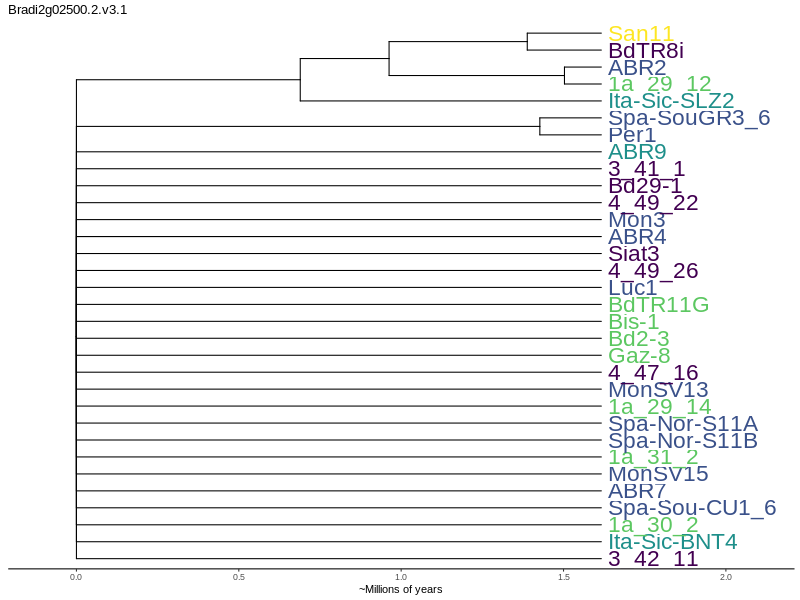 Bradi2g02500.2.v3.1
San11
BdTR8i
ABR2
1a_29_12
Ita-Sic-SLZ2
Spa-SouGR3_6
Per1
ABR9
3_41_1
Bd29-1
4_49_22
Mon3
ABR4
Siat3
4_49_26
Luc1
BdTR11G
Bis-1
Bd2-3
Gaz-8
4_47_16
MonSV13
1a_29_14
Spa-Nor-S11A
Spa-Nor-S11B
1a_31_2
MonSV15
ABR7
Spa-Sou-CU1_6
1a_30_2
Ita-Sic-BNT4
3_42_11
0.0 0.5 1.0 1.5 2.0
~Millions of years